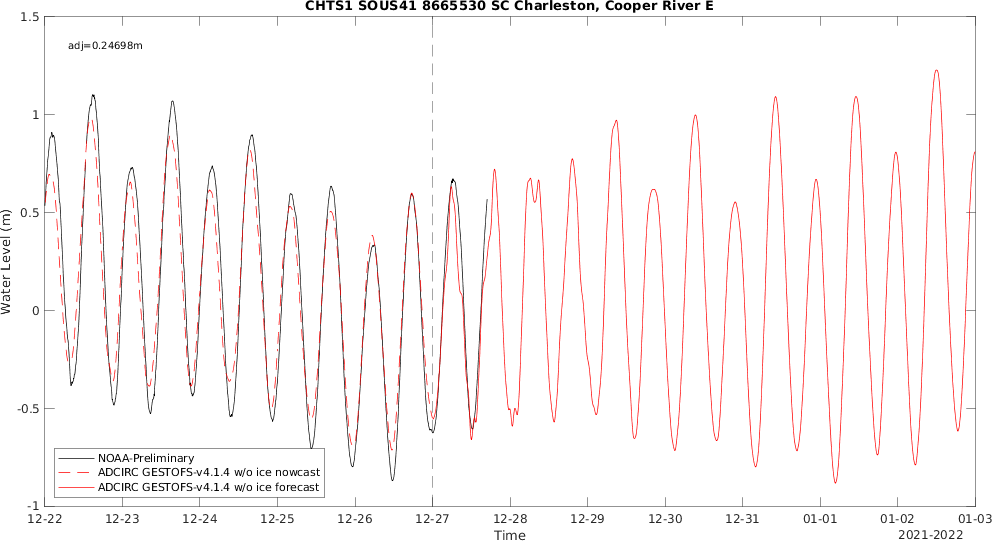 CHTS1 SOUS41 8665530 SC Charleston, Cooper River E
adj=0.24698m
1.5
1
0.5
0
-0.5
-1
Water Level (m)
NOAA-Preliminary
ADCIRC GESTOFS-v4.1.4 w/o ice nowcast
ADCIRC GESTOFS-v4.1.4 w/o ice forecast
12-22 12-23 12-24 12-25 12-26 12-27 12-28 12-29 12-30 12-31 01-01 01-02 01-03
Time
2021-2022